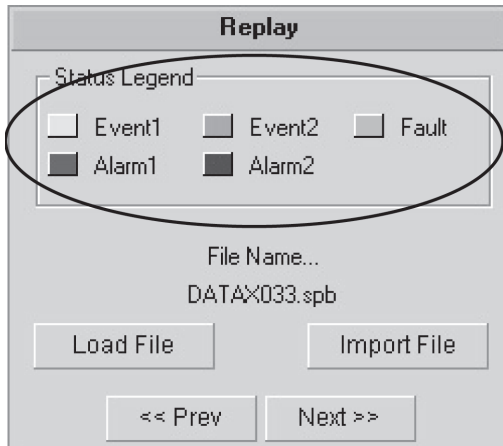 Replay
Status Legend
Event1 Event2 Fault
Alarm1 Alarm2
File Name...
DATAX033.spb
Load File Import File
<< Prev Next >>